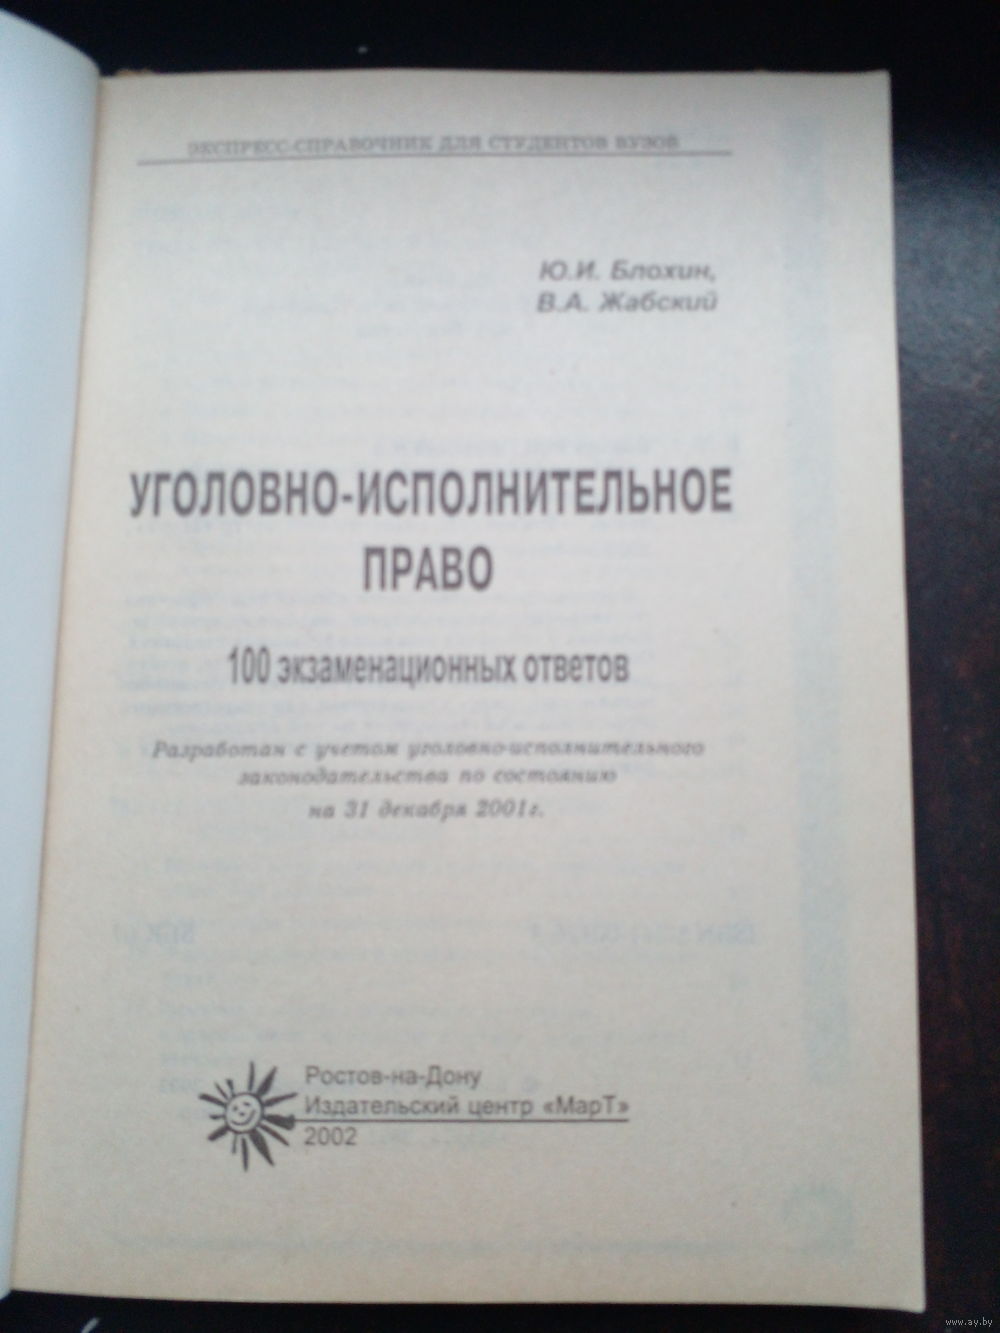 ЭКСПРЕСС-СПРАВОЧНИК ДЛЯ СТУДЕНТОВ ВУЗОВ
Ю.И. Блохин,
В.А. Жабский
УГОЛОВНО-ИСПОЛНИТЕЛЬНОЕ
ПРАВО
100 экзаменационных ответов
Разработан с учетом уголовно-исполнительного
законодательства по состоянию
на 31 декабря 2001г.
Ростов-на-Дону
Издательский центр «МарТ»
2002
www.ay.by